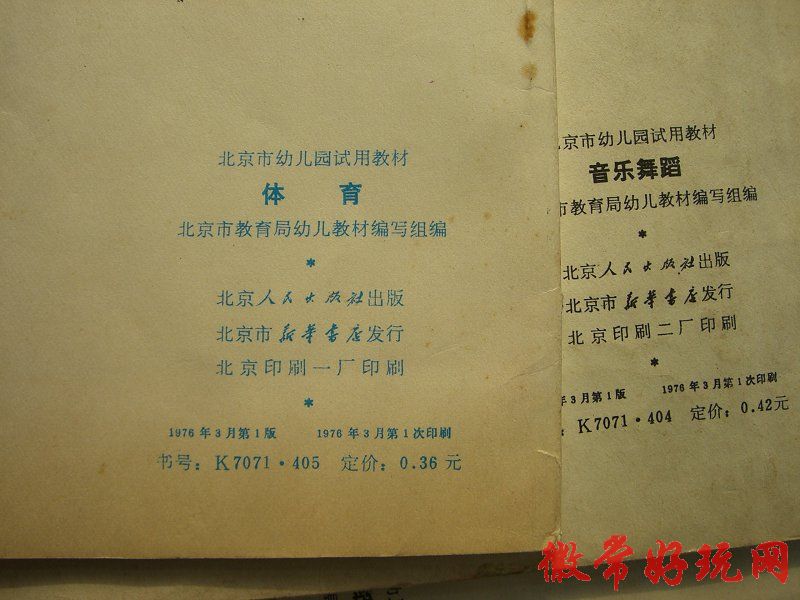 北京市幼儿园试用教材
体 育
北京市教育局幼儿教材编写组编
*
北京人民出版社出版
北京市新华书店发行
北京印刷一厂印刷
*
1976年3月第1版 1976年3月第1次印刷
书号：K7071·405 定价：0.36元
京市幼儿园试用教材
音乐舞蹈
市教育局幼儿教材编写组编
*
北京人民出版社出版
北京市新华书店发行
北京印刷二厂印刷
*
年3月第1版 1976年3月第1次印刷
：K7071·404 定价：0.42元
徽常好玩网